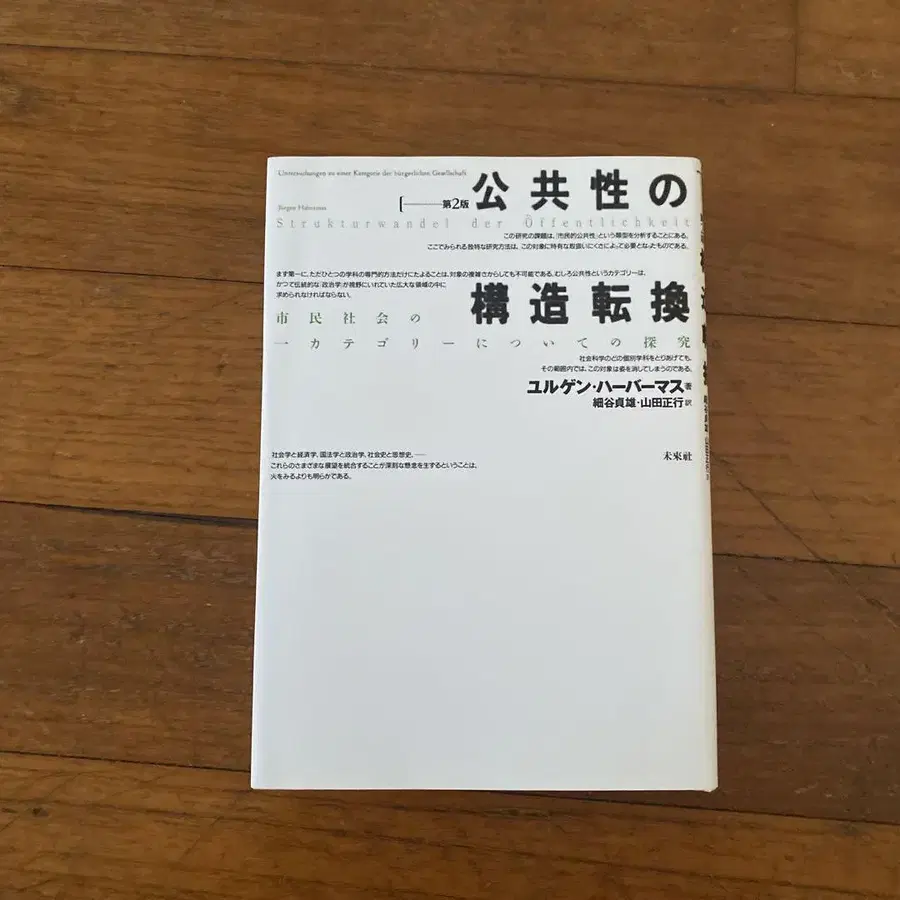 Untersuchungen zu einer Kategorie der bürgerlichen Gesellschaft
Jürgen Habermas
第2版
公共性の
Strukturwandel der Öffentlichkeit
この研究の課題は、「市民的公共性」という類型を分析することにある。
ここでみられる独特な研究方法は、この対象に特有な取扱いにくさによって必要となったものである。
まず第一に、ただひとつの学科の専門的方法だけにたよることは、対象の複雑さからしても不可能である。むしろ公共性というカテゴリーは、
かつて伝統的な「政治学」が視野にいれていた広大な領域の中に
求められなければならない。
構造転換
市民社会の
一カテゴリーについての探究
社会科学のどの個別学科をとりあげても、
その範囲内では、この対象は姿を消してしまうのである。
ユルゲン・ハーバーマス著
細谷貞雄・山田正行訳
社会学と経済学、国法学と政治学、社会史と思想史、――
これらのさまざまな展望を統合することが深刻な懸念を生ずるということは、
火をみるよりも明らかである。
未來社
細谷貞雄 山田正行